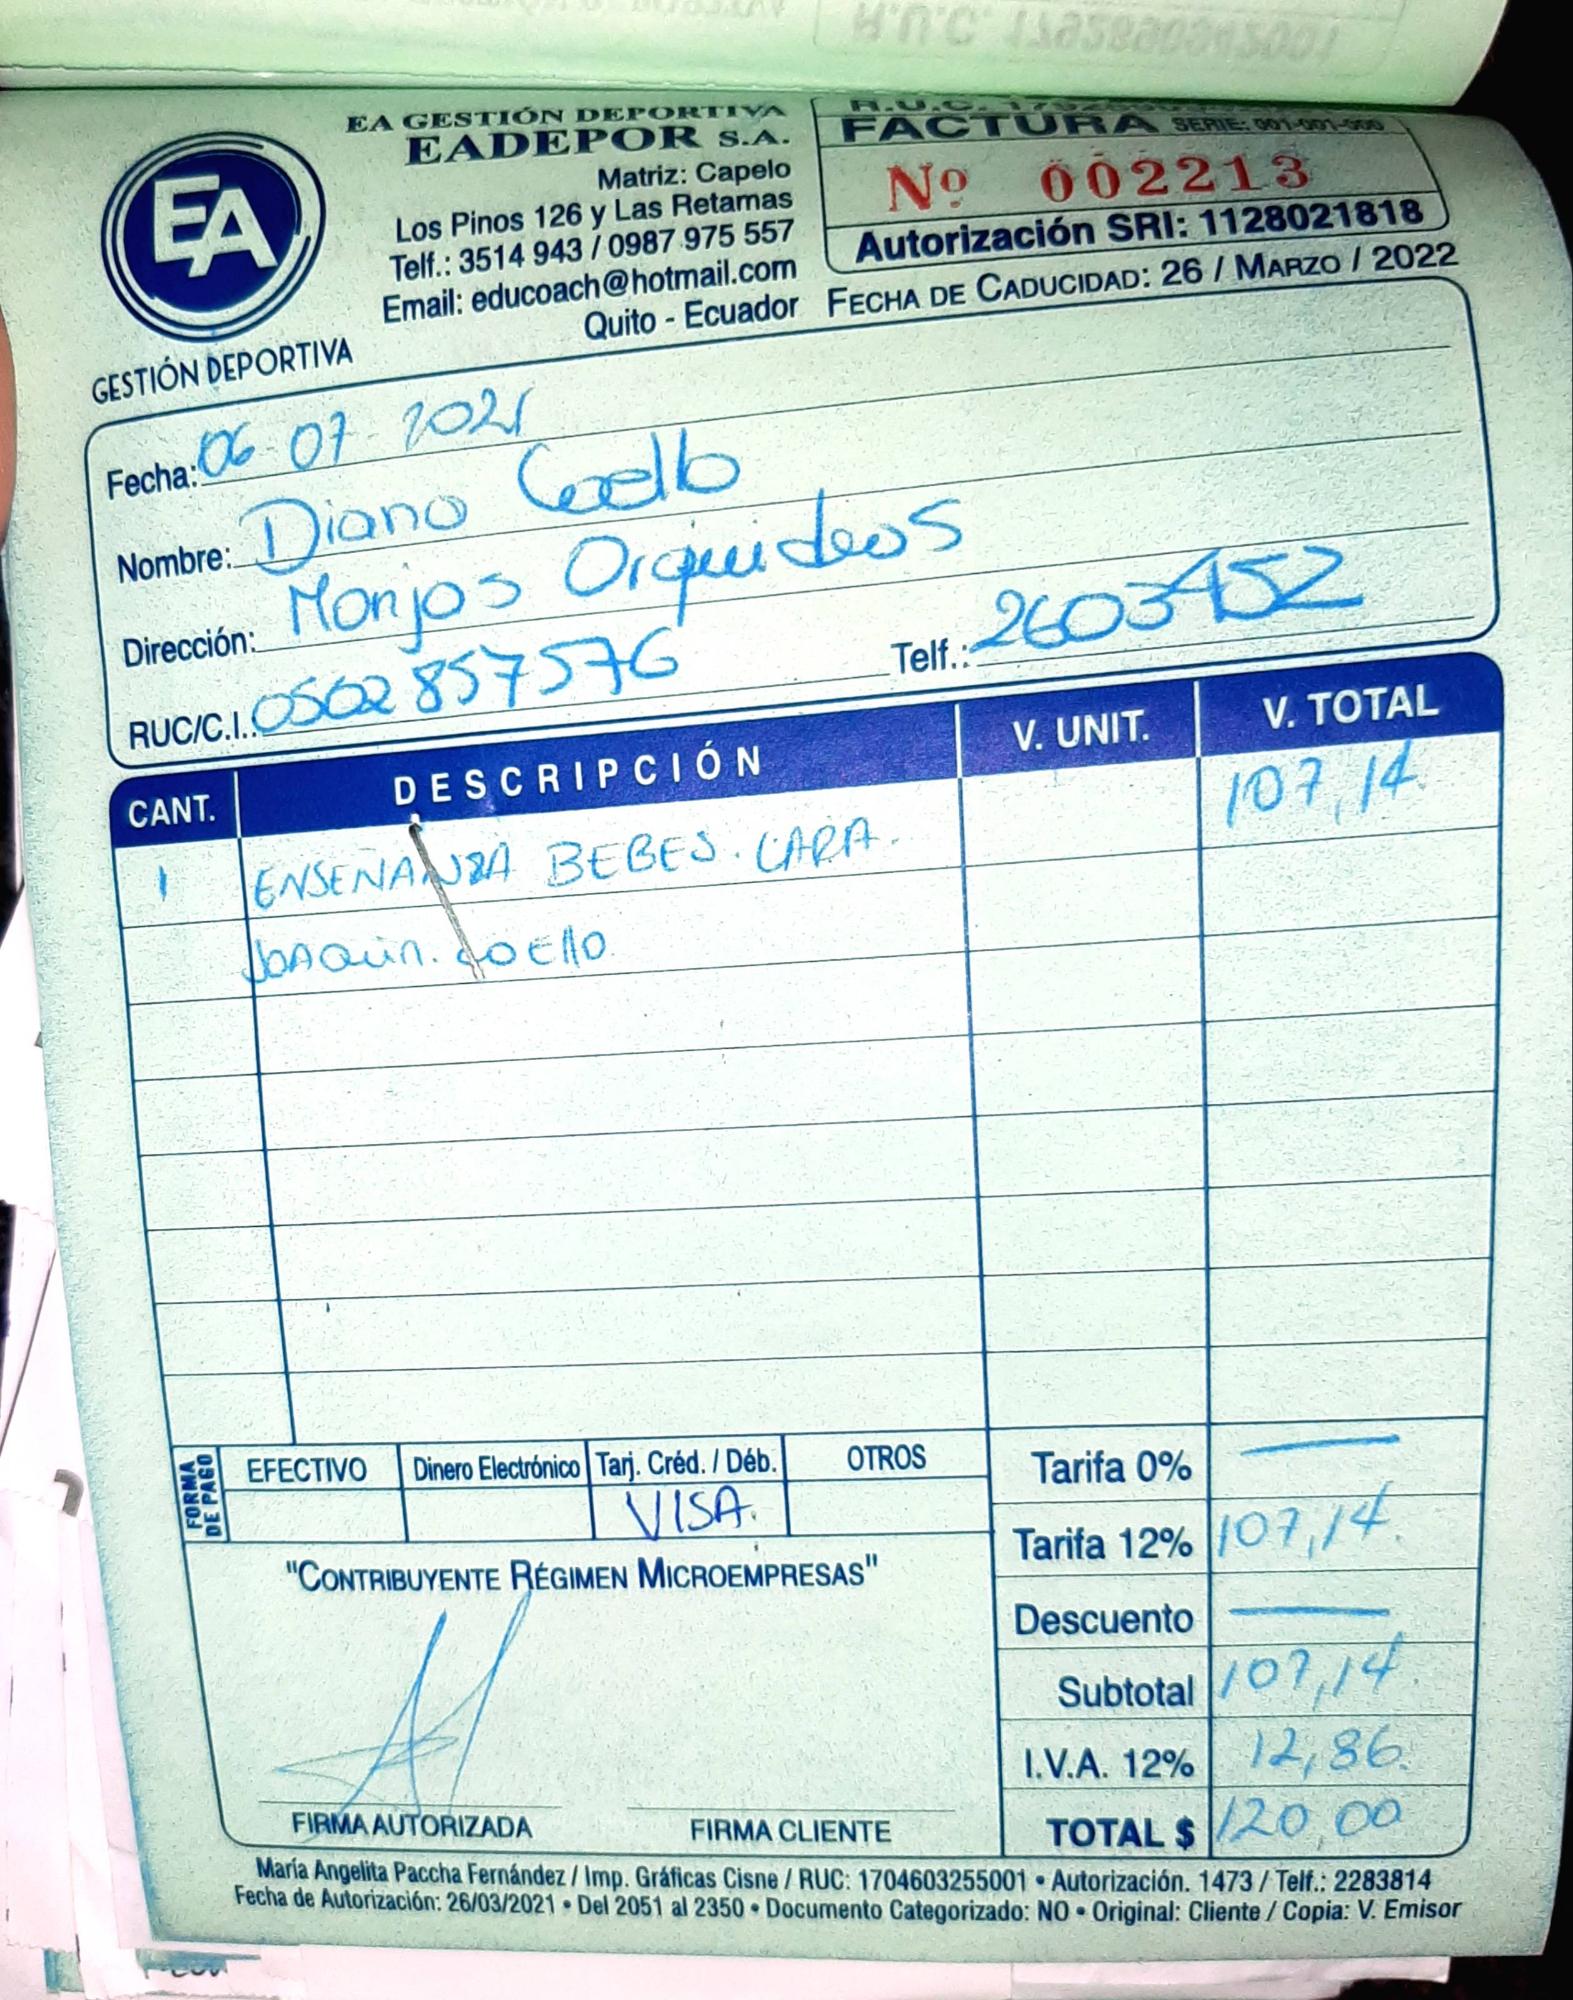 EA GESTIÓN DEPORTIVA
EADEPOR S.A.
Matriz: Capelo
Los Pinos 126 y Las Retamas
Telf.: 3514 943 / 0987 975 557
Email: educoach@hotmail.com
Quito - Ecuador
EA
GESTIÓN DEPORTIVA
R.U.C.
FACTURA SERIE: 001-001-000
Nº 002213
Autorización SRI: 1128021818
FECHA DE CADUCIDAD: 26 / MARZO / 2022
Fecha: 06-07-2021
Nombre: Diana Coello
Dirección: Monjas Orquideas
RUC/C.I.: 0502857576 Telf.: 2603452
CANT. DESCRIPCIÓN V. UNIT. V. TOTAL
1 ENSEÑANZA BEBES. CARA. 107,14
JOAQUIN. COELLO.
FORMA DE PAGO
EFECTIVO Dinero Electrónico Tarj. Créd. / Déb. OTROS
VISA.
"CONTRIBUYENTE RÉGIMEN MICROEMPRESAS"
FIRMA AUTORIZADA FIRMA CLIENTE
Tarifa 0% —
Tarifa 12% 107,14.
Descuento —
Subtotal 107,14.
I.V.A. 12% 12,86.
TOTAL $ 120,00
María Angelita Paccha Fernández / Imp. Gráficas Cisne / RUC: 1704603255001 • Autorización. 1473 / Telf.: 2283814
Fecha de Autorización: 26/03/2021 • Del 2051 al 2350 • Documento Categorizado: NO • Original: Cliente / Copia: V. Emisor